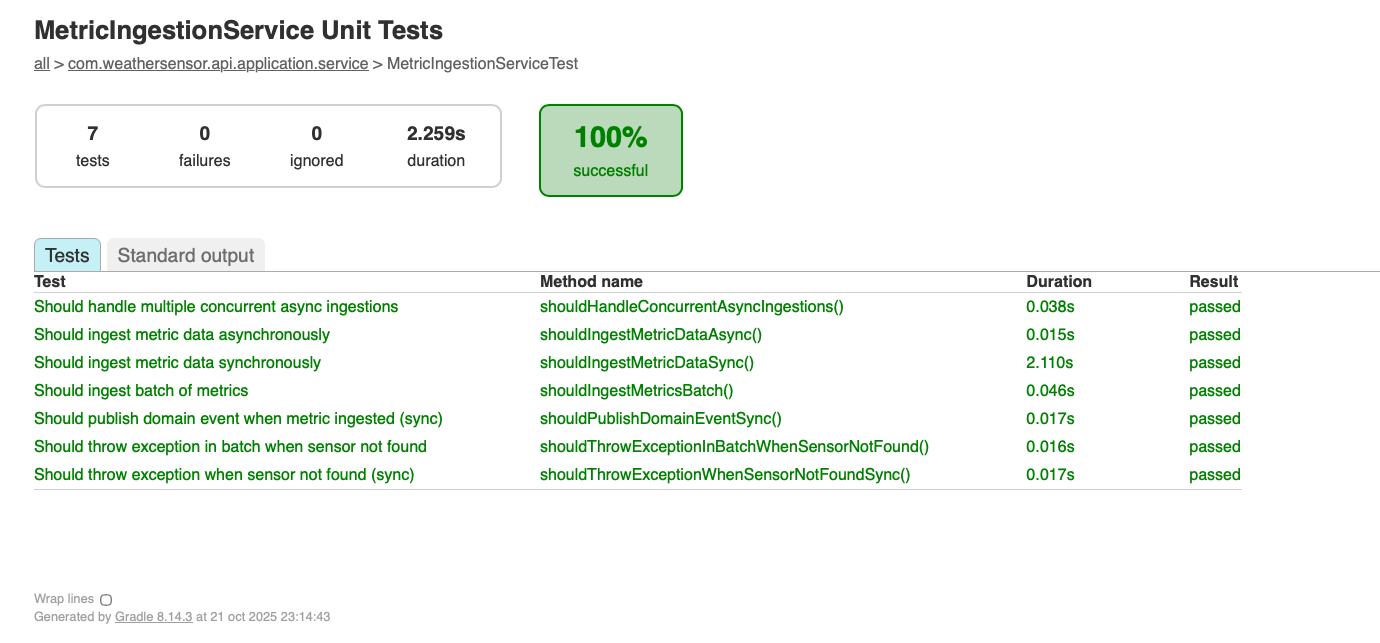 MetricIngestionService Unit Tests
all > com.weathersensor.api.application.service > MetricIngestionServiceTest
7 0 0 2.259s
tests failures ignored duration
100%
successful
Tests Standard output
Test Method name Duration Result
Should handle multiple concurrent async ingestions shouldHandleConcurrentAsyncIngestions() 0.038s passed
Should ingest metric data asynchronously shouldIngestMetricDataAsync() 0.015s passed
Should ingest metric data synchronously shouldIngestMetricDataSync() 2.110s passed
Should ingest batch of metrics shouldIngestMetricsBatch() 0.046s passed
Should publish domain event when metric ingested (sync) shouldPublishDomainEventSync() 0.017s passed
Should throw exception in batch when sensor not found shouldThrowExceptionInBatchWhenSensorNotFound() 0.016s passed
Should throw exception when sensor not found (sync) shouldThrowExceptionWhenSensorNotFoundSync() 0.017s passed
Wrap lines
Generated by Gradle 8.14.3 at 21 oct 2025 23:14:43